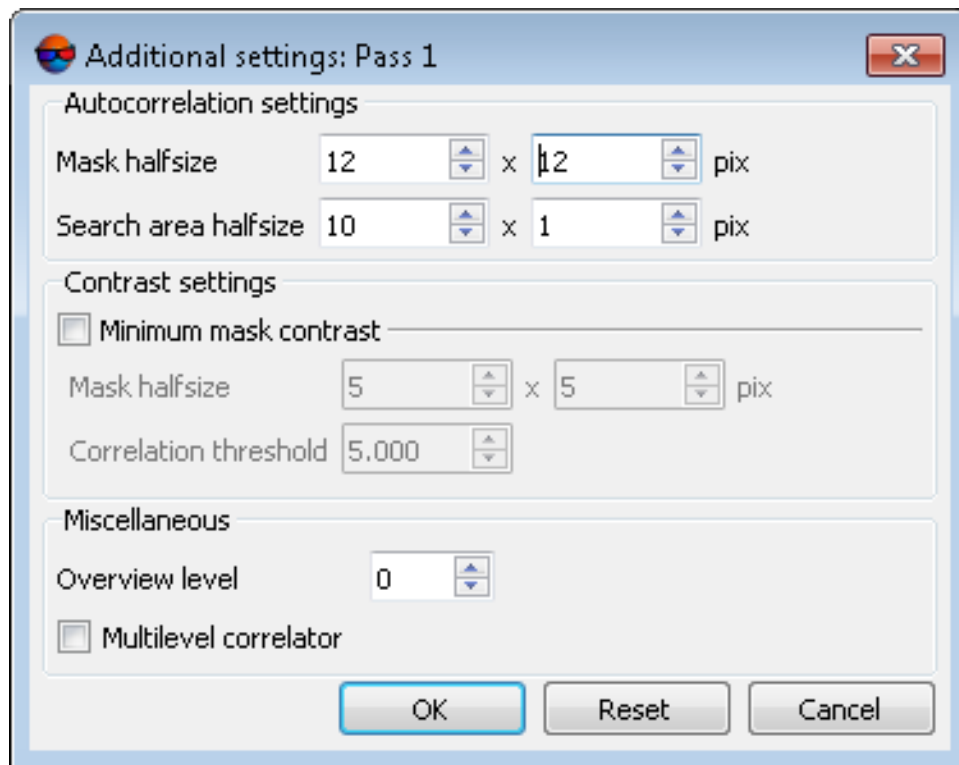 Additional settings: Pass 1
Autocorrelation settings
Mask halfsize 12 x 12 pix
Search area halfsize 10 x 1 pix
Contrast settings
Minimum mask contrast
Mask halfsize 5 x 5 pix
Correlation threshold 5.000
Miscellaneous
Overview level 0
Multilevel correlator
OK Reset Cancel